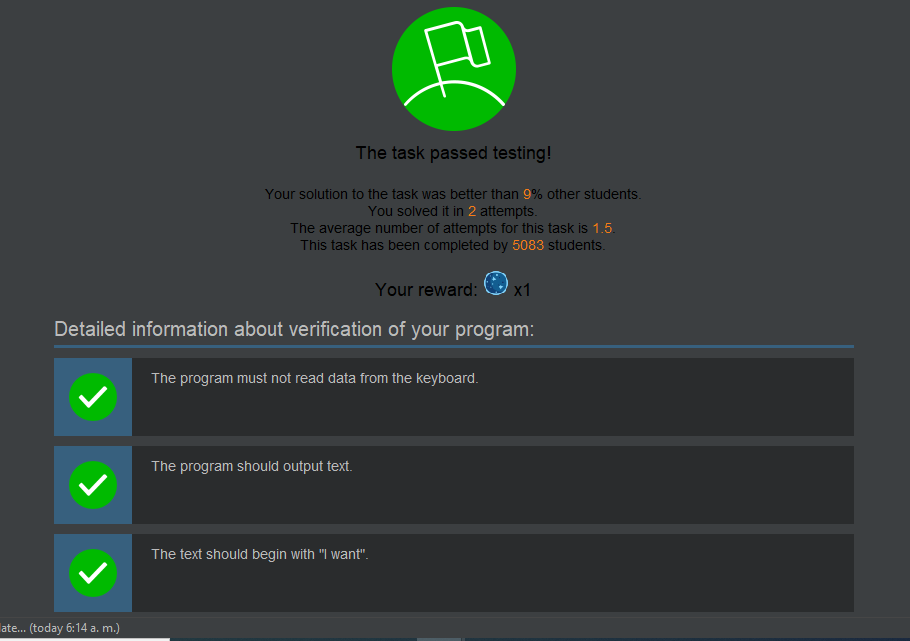 The task passed testing!
Your solution to the task was better than 9% other students.
You solved it in 2 attempts.
The average number of attempts for this task is 1.5
This task has been completed by 5083 students.
Your reward: x1
Detailed information about verification of your program:
The program must not read data from the keyboard.
The program should output text.
The text should begin with "I want".
(today 6:14 a. m.)